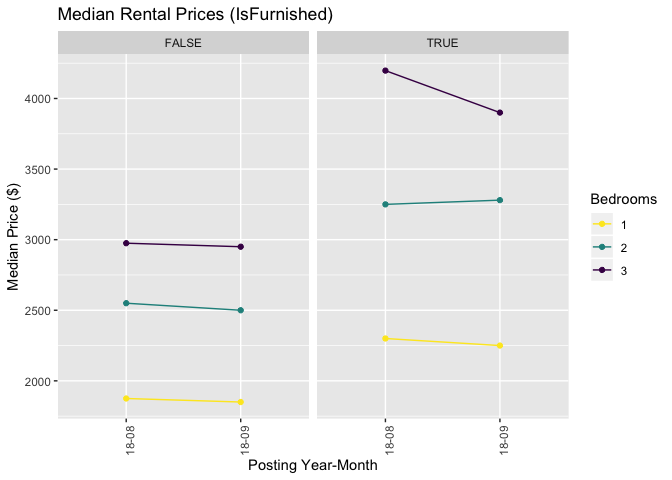 Median Rental Prices (IsFurnished)
FALSE
TRUE
4000
3500
3000
2500
2000
Median Price ($)
18-08
18-09
18-08
18-09
Posting Year-Month
Bedrooms
1
2
3